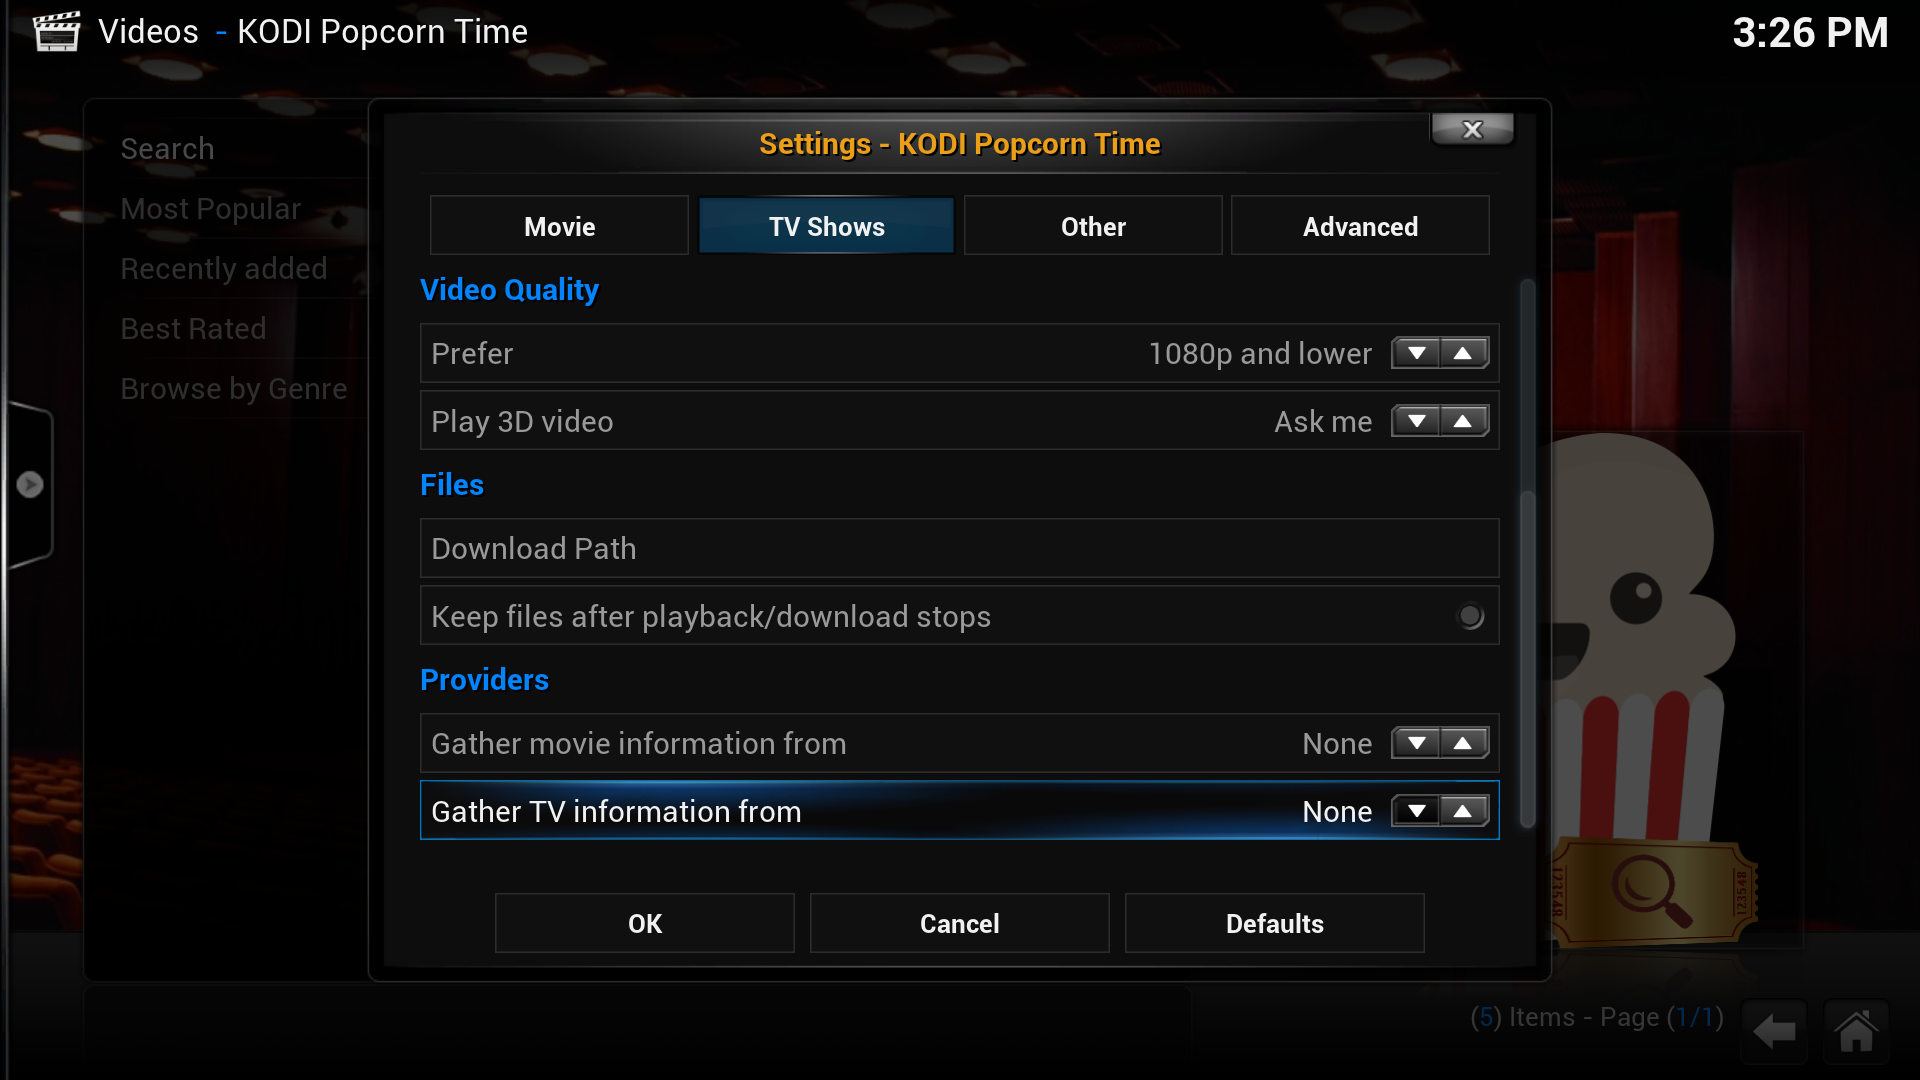 Videos - KODI Popcorn Time
3:26 PM
Search
Most Popular
Recently added
Best Rated
Browse by Genre
Settings - KODI Popcorn Time
X
Movie
TV Shows
Other
Advanced
Video Quality
Prefer 1080p and lower
Play 3D video Ask me
Files
Download Path
Keep files after playback/download stops
Providers
Gather movie information from None
Gather TV information from None
OK
Cancel
Defaults
123548
123548
(5) Items - Page (1/1)